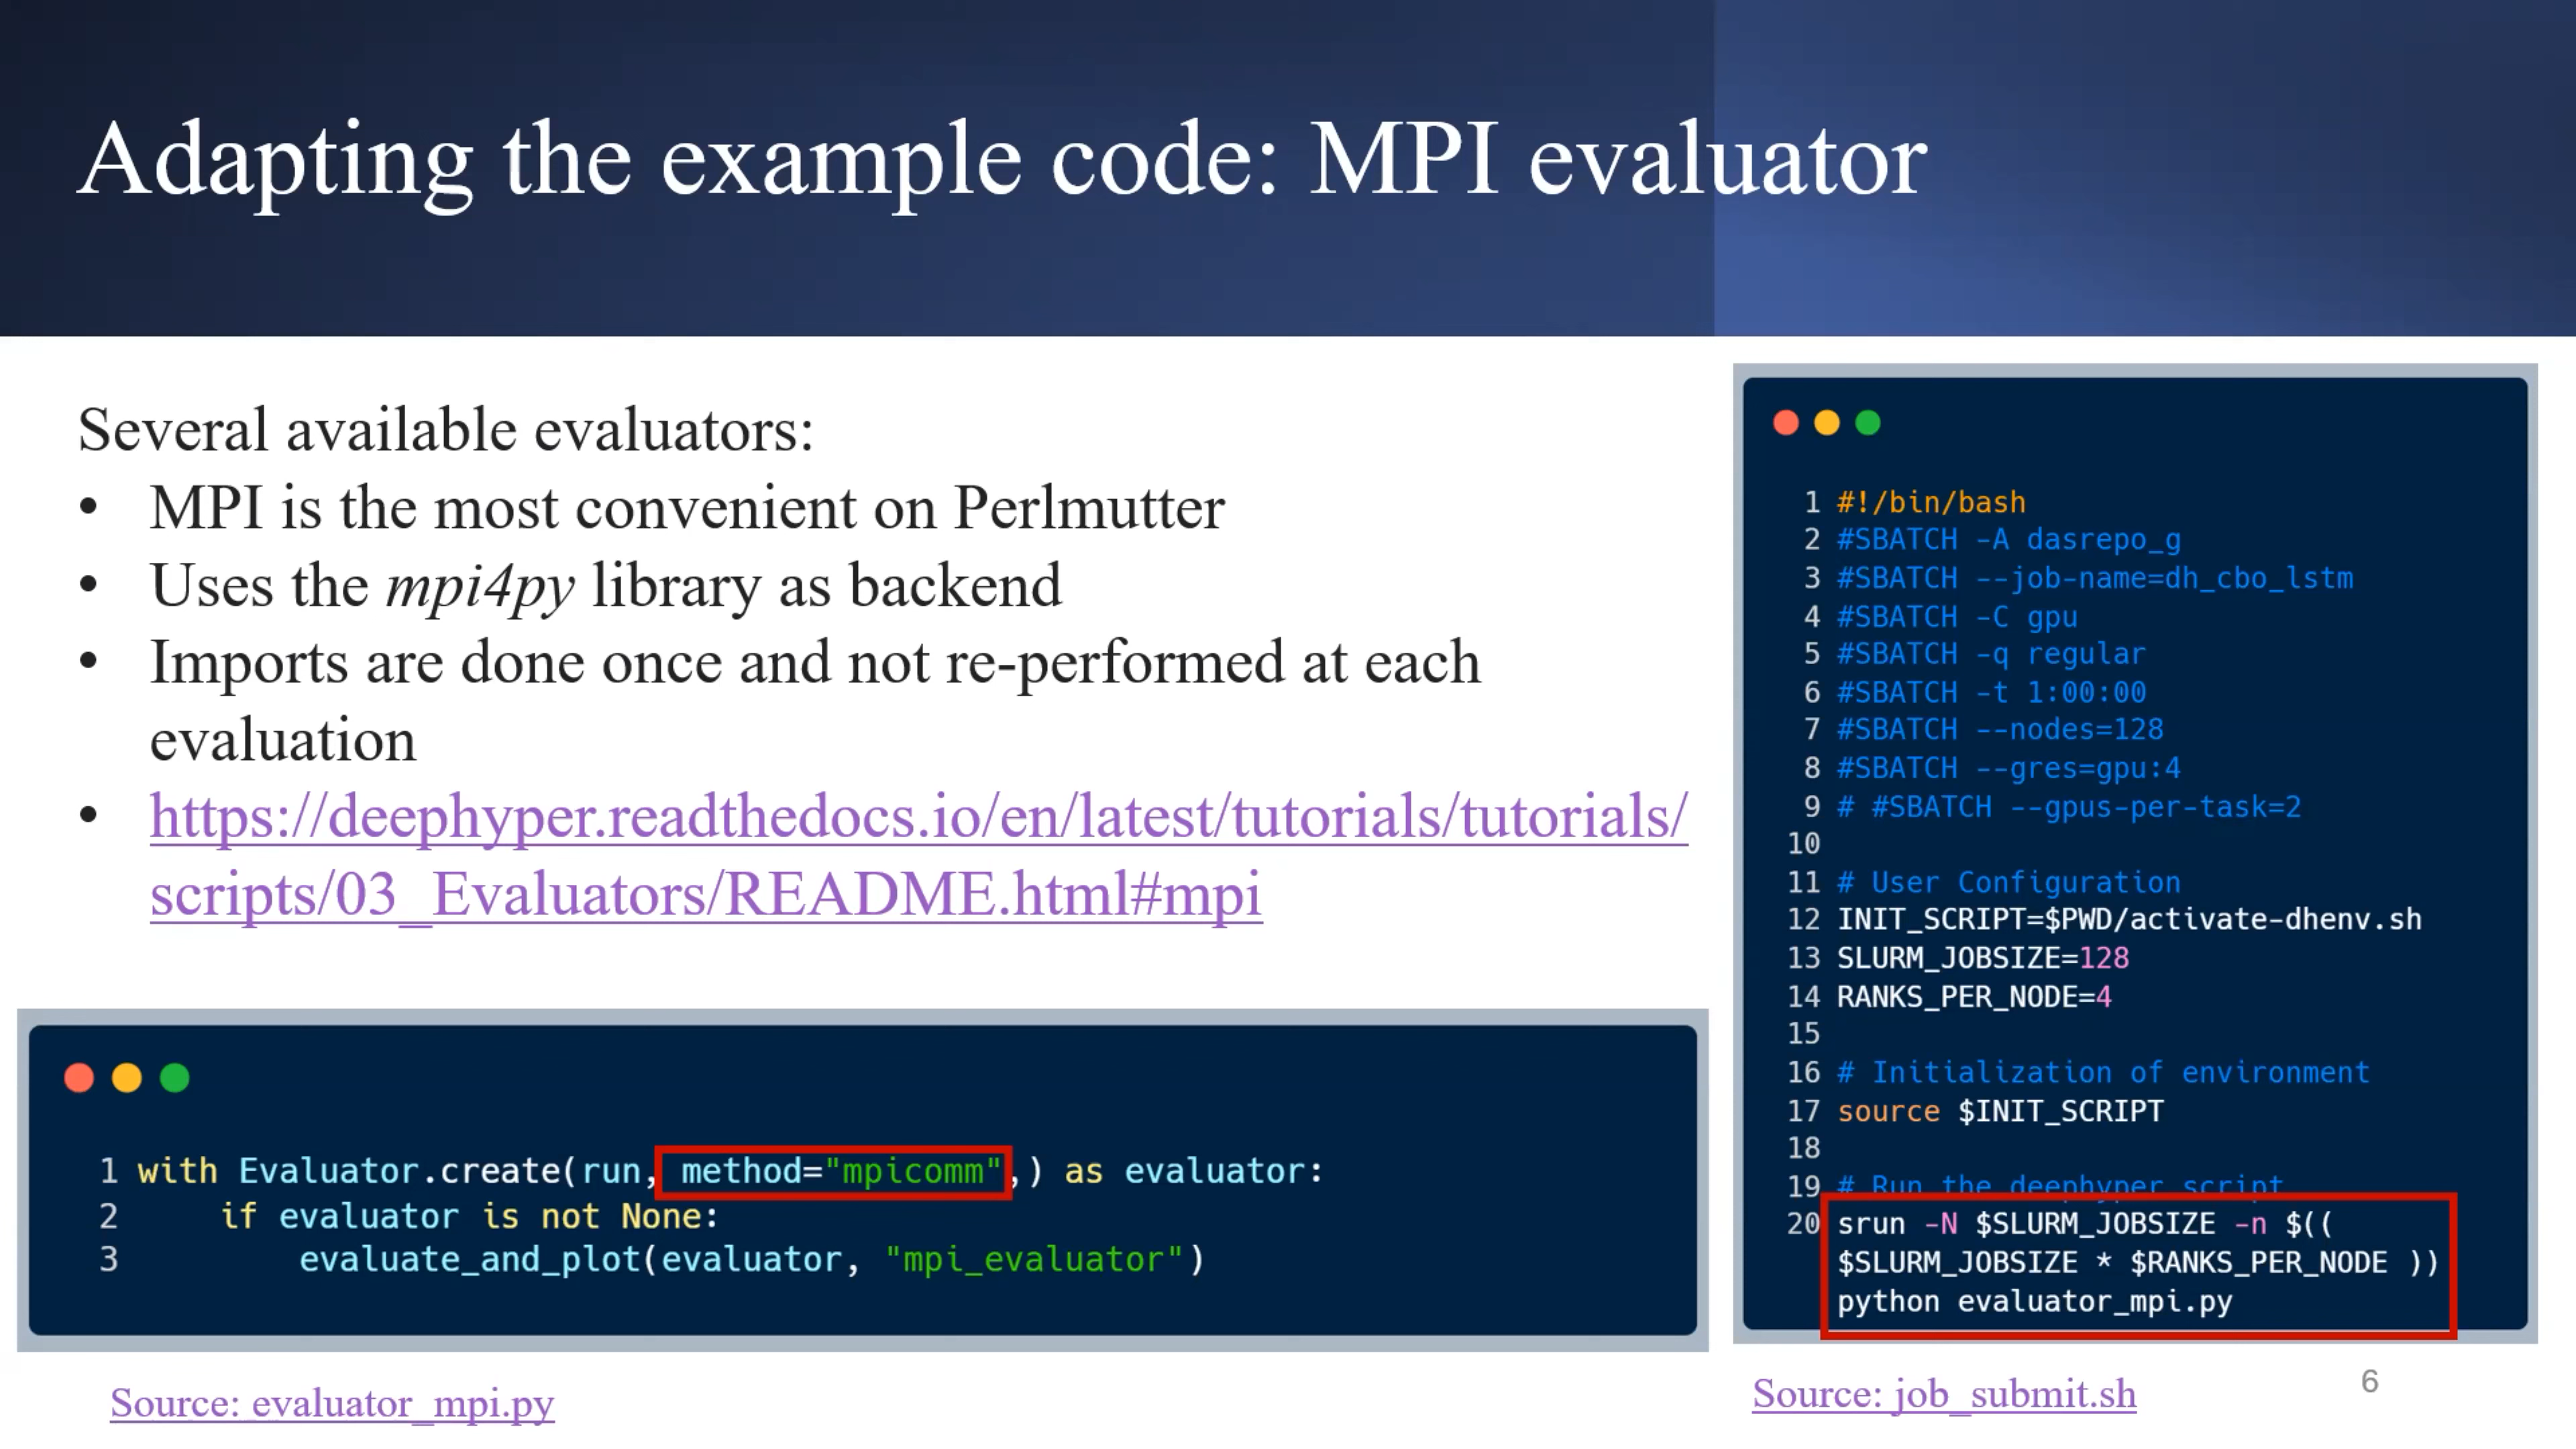 Adapting the example code: MPI evaluator
Several available evaluators:
• MPI is the most convenient on Perlmutter
• Uses the mpi4py library as backend
• Imports are done once and not re-performed at each
evaluation
• https://deephyper.readthedocs.io/en/latest/tutorials/tutorials/
scripts/03_Evaluators/README.html#mpi
1 with Evaluator.create(run, method="mpicomm",) as evaluator:
2     if evaluator is not None:
3         evaluate_and_plot(evaluator, "mpi_evaluator")
Source: evaluator_mpi.py
1 #!/bin/bash
2 #SBATCH -A dasrepo_g
3 #SBATCH --job-name=dh_cbo_lstm
4 #SBATCH -C gpu
5 #SBATCH -q regular
6 #SBATCH -t 1:00:00
7 #SBATCH --nodes=128
8 #SBATCH --gres=gpu:4
9 # #SBATCH --gpus-per-task=2
10
11 # User Configuration
12 INIT_SCRIPT=$PWD/activate-dhenv.sh
13 SLURM_JOBSIZE=128
14 RANKS_PER_NODE=4
15
16 # Initialization of environment
17 source $INIT_SCRIPT
18
19 # Run the deephyper script
20 srun -N $SLURM_JOBSIZE -n $((
$SLURM_JOBSIZE * $RANKS_PER_NODE ))
python evaluator_mpi.py
Source: job_submit.sh
6